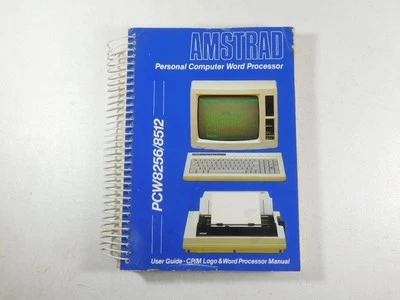 AMSTRAD
Personal Computer Word Processor
PCW8256/8512
User Guide · CP/M Logo & Word Processor Manual